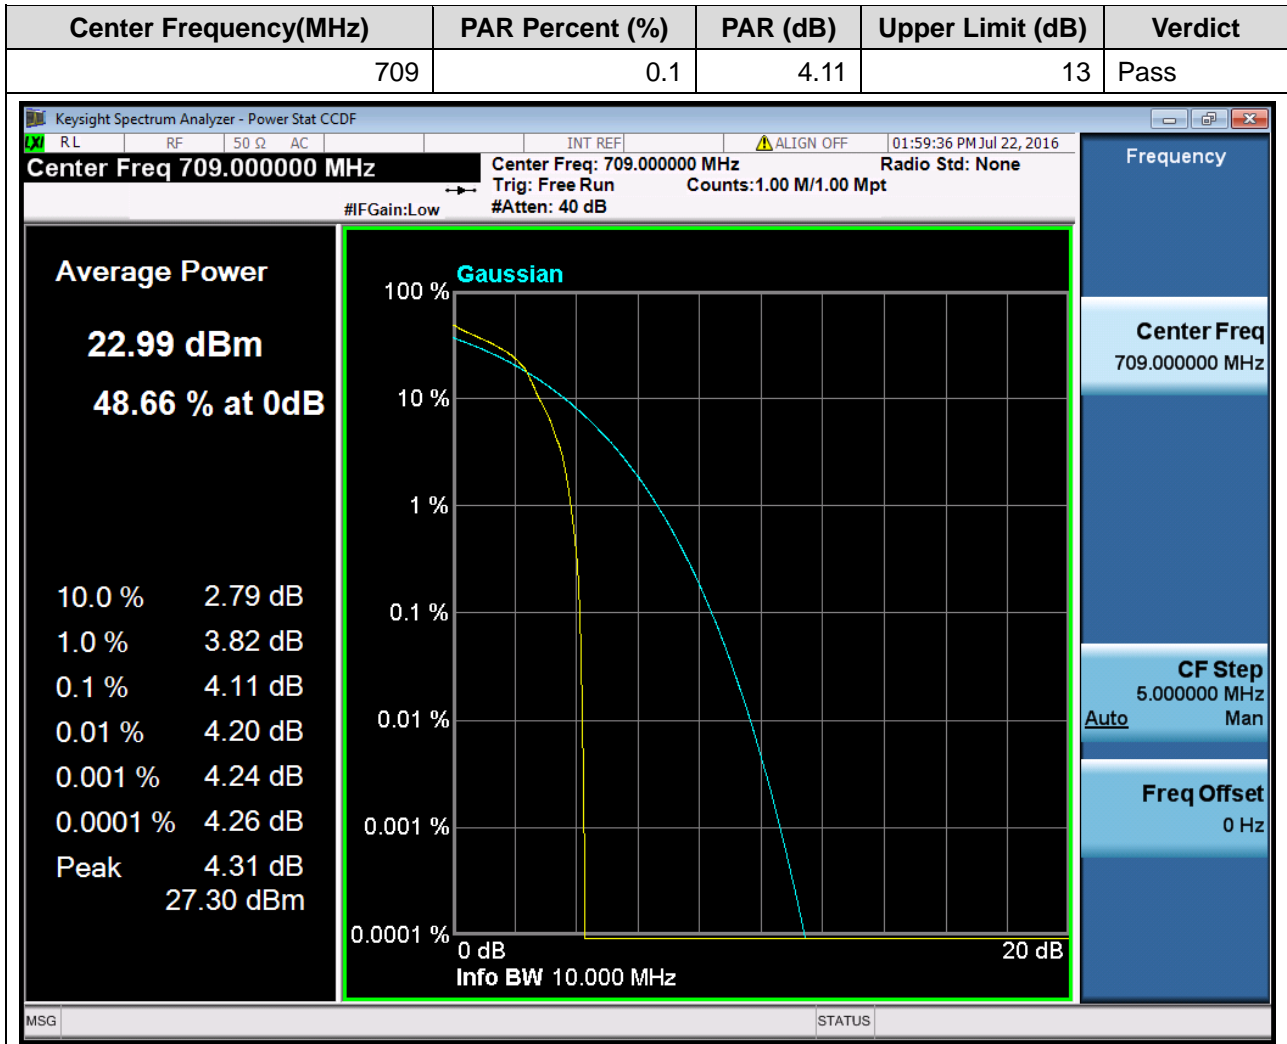 Center Frequency(MHz) PAR Percent (%) PAR (dB) Upper Limit (dB) Verdict
709 0.1 4.11 13 Pass
Keysight Spectrum Analyzer - Power Stat CCDF
LXI RL RF 50 Ω AC INT REF ALIGN OFF 01:59:36 PM Jul 22, 2016
Center Freq 709.000000 MHz
Center Freq: 709.000000 MHz Radio Std: None
Trig: Free Run Counts:1.00 M/1.00 Mpt
#IFGain:Low #Atten: 40 dB
Average Power
22.99 dBm
48.66 % at 0dB
10.0 % 2.79 dB
1.0 % 3.82 dB
0.1 % 4.11 dB
0.01 % 4.20 dB
0.001 % 4.24 dB
0.0001 % 4.26 dB
Peak 4.31 dB
27.30 dBm
Gaussian
100 %
10 %
1 %
0.1 %
0.01 %
0.001 %
0.0001 %
0 dB 20 dB
Info BW 10.000 MHz
Frequency
Center Freq
709.000000 MHz
CF Step
5.000000 MHz
Auto Man
Freq Offset
0 Hz
MSG STATUS